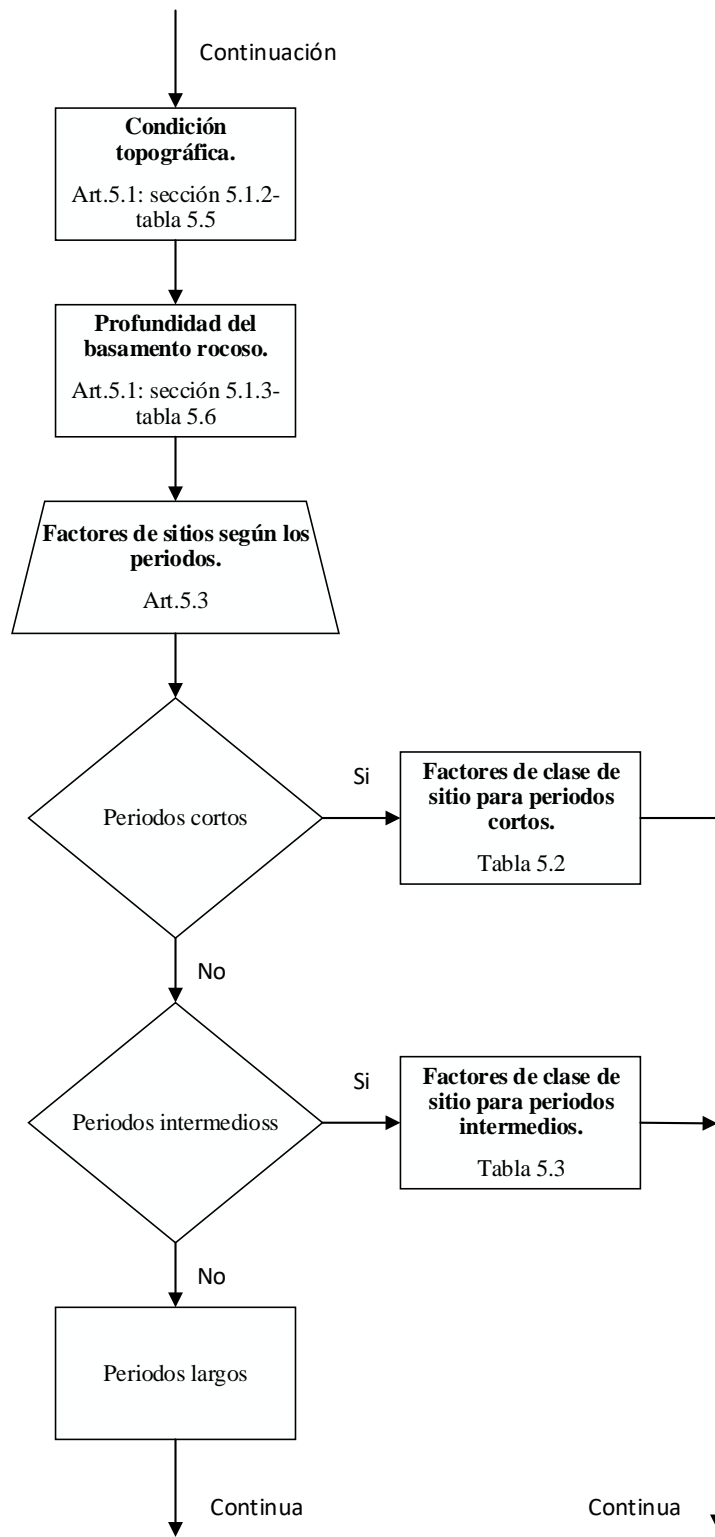 Continuación
Condición
topográfica.
Art.5.1: sección 5.1.2-
tabla 5.5
Profundidad del
basamento rocoso.
Art.5.1: sección 5.1.3-
tabla 5.6
Factores de sitios según los
periodos.
Art.5.3
Periodos cortos
Si
Factores de clase de
sitio para periodos
cortos.
Tabla 5.2
No
Periodos intermedioss
Si
Factores de clase de
sitio para periodos
intermedios.
Tabla 5.3
No
Periodos largos
Continua
Continua